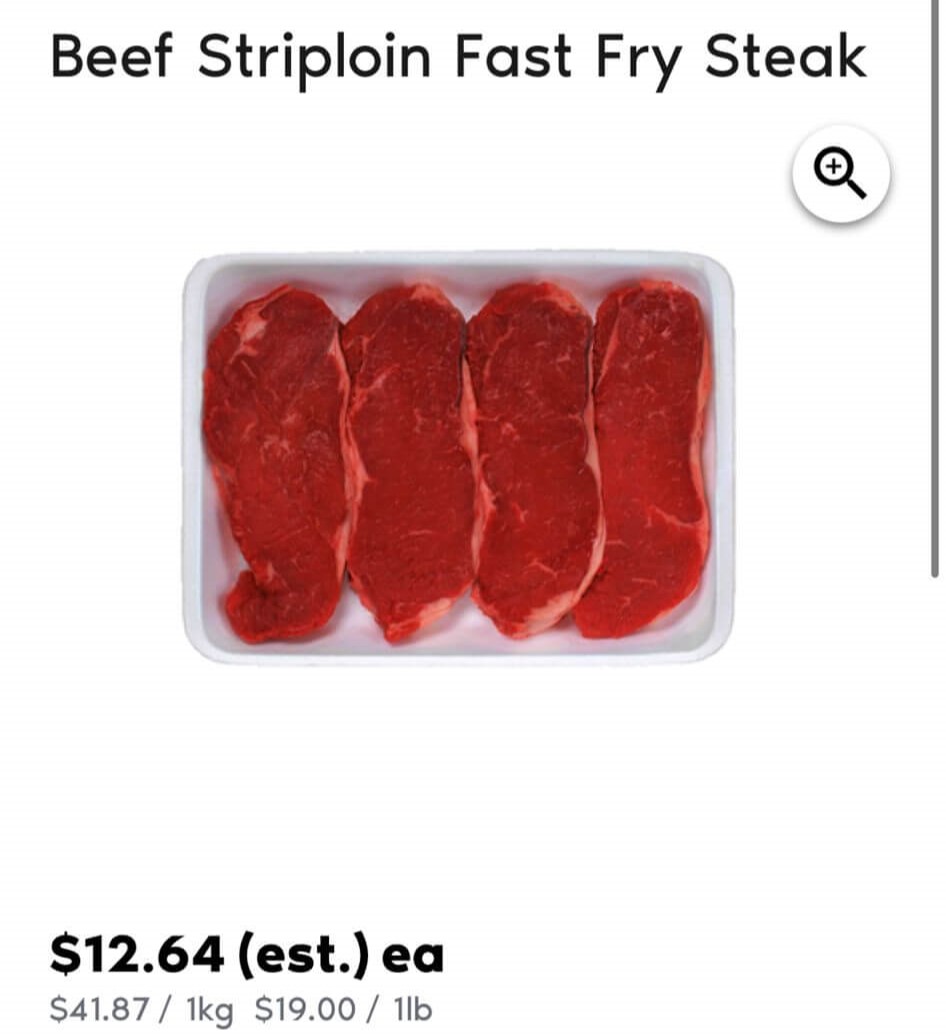 Beef Striploin Fast Fry Steak
$12.64 (est.) ea
$41.87 / 1kg $19.00 / 1lb